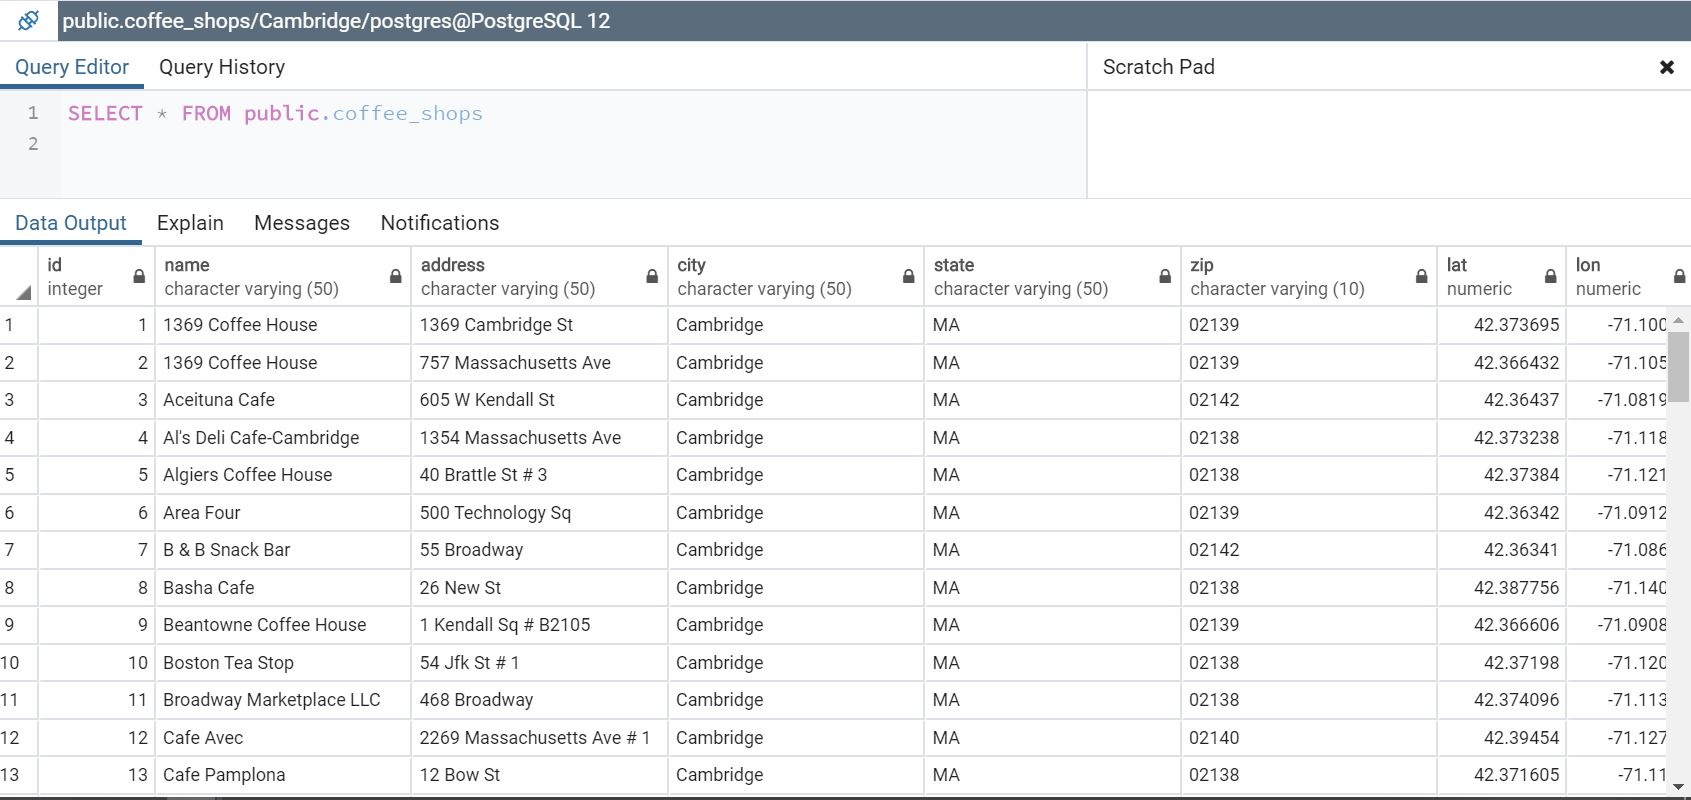 public.coffee_shops/Cambridge/postgres@PostgreSQL 12
Query Editor Query History Scratch Pad
1 SELECT * FROM public.coffee_shops
2
Data Output Explain Messages Notifications
id name address city state zip lat lon
integer character varying (50) character varying (50) character varying (50) character varying (50) character varying (10) numeric numeric
1 1 1369 Coffee House 1369 Cambridge St Cambridge MA 02139 42.373695 -71.100
2 2 1369 Coffee House 757 Massachusetts Ave Cambridge MA 02139 42.366432 -71.105
3 3 Aceituna Cafe 605 W Kendall St Cambridge MA 02142 42.36437 -71.0819
4 4 Al's Deli Cafe-Cambridge 1354 Massachusetts Ave Cambridge MA 02138 42.373238 -71.118
5 5 Algiers Coffee House 40 Brattle St # 3 Cambridge MA 02138 42.37384 -71.121
6 6 Area Four 500 Technology Sq Cambridge MA 02139 42.36342 -71.0912
7 7 B & B Snack Bar 55 Broadway Cambridge MA 02142 42.36341 -71.086
8 8 Basha Cafe 26 New St Cambridge MA 02138 42.387756 -71.140
9 9 Beantowne Coffee House 1 Kendall Sq # B2105 Cambridge MA 02139 42.366606 -71.0908
10 10 Boston Tea Stop 54 Jfk St # 1 Cambridge MA 02138 42.37198 -71.120
11 11 Broadway Marketplace LLC 468 Broadway Cambridge MA 02138 42.374096 -71.113
12 12 Cafe Avec 2269 Massachusetts Ave # 1 Cambridge MA 02140 42.39454 -71.127
13 13 Cafe Pamplona 12 Bow St Cambridge MA 02138 42.371605 -71.11